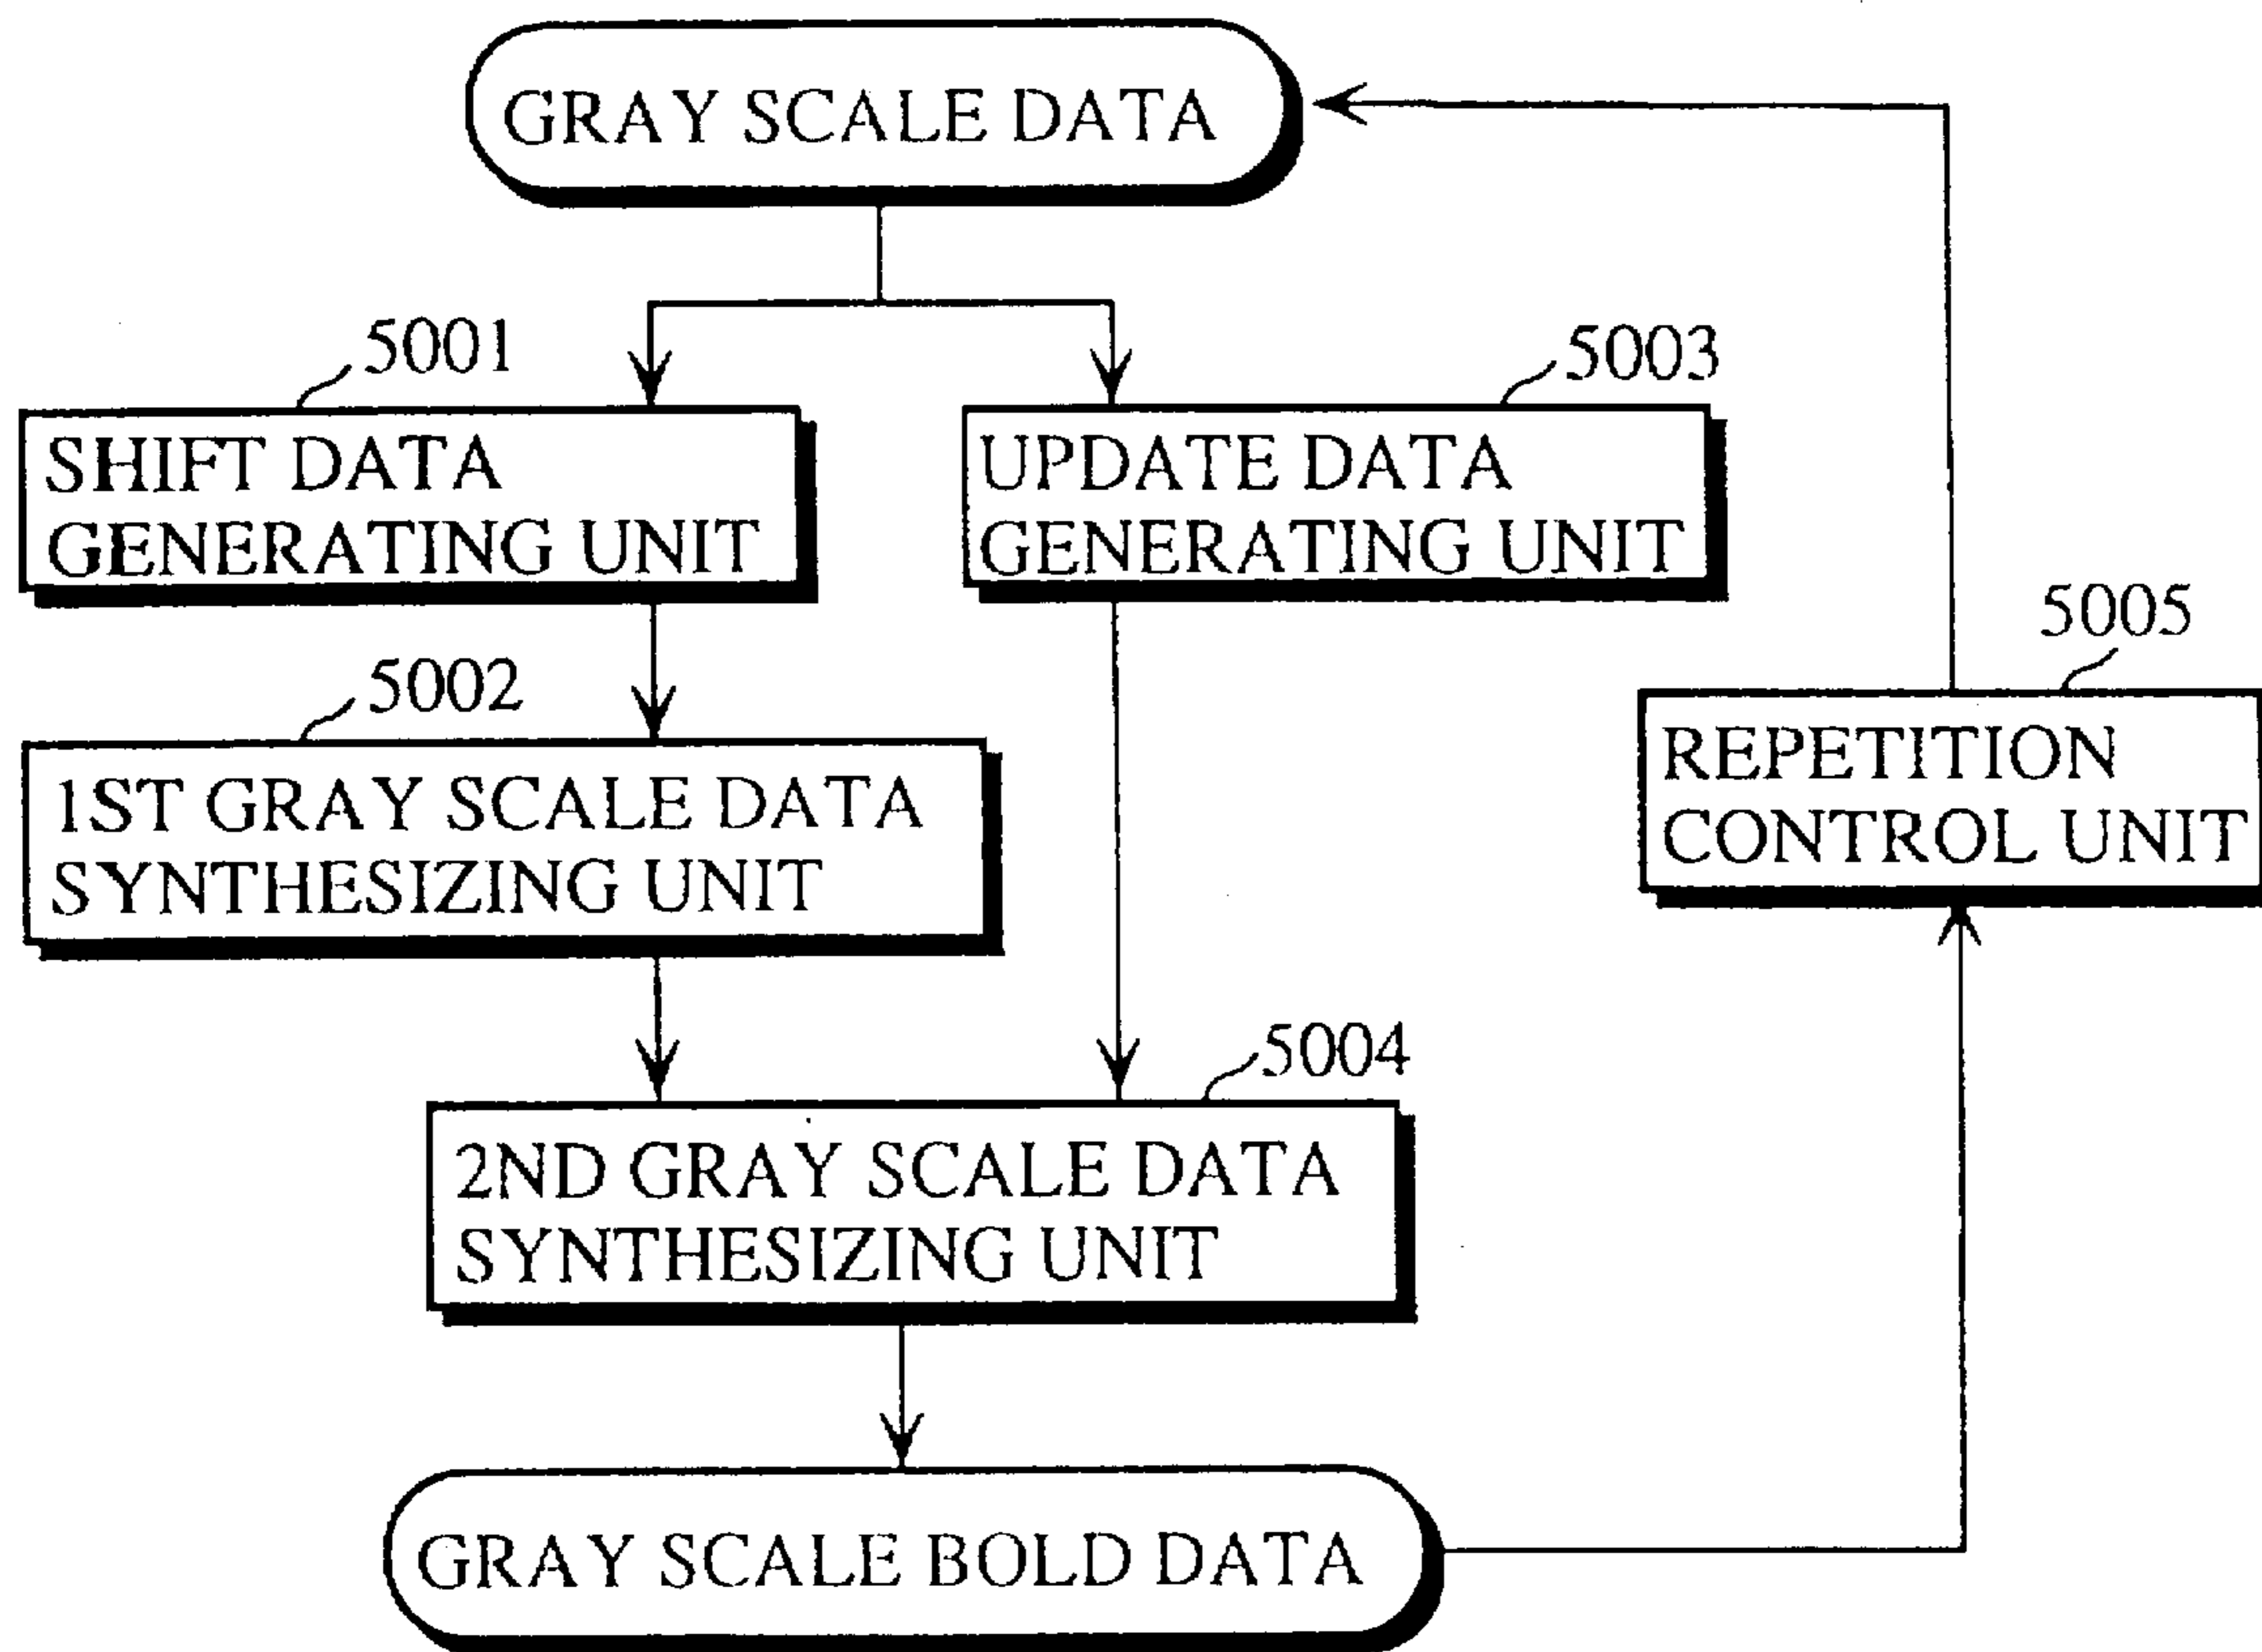 GRAY SCALE DATA
5001
SHIFT DATA
GENERATING UNIT
5003
UPDATE DATA
GENERATING UNIT
5002
1ST GRAY SCALE DATA
SYNTHESIZING UNIT
5005
REPETITION
CONTROL UNIT
5004
2ND GRAY SCALE DATA
SYNTHESIZING UNIT
GRAY SCALE BOLD DATA